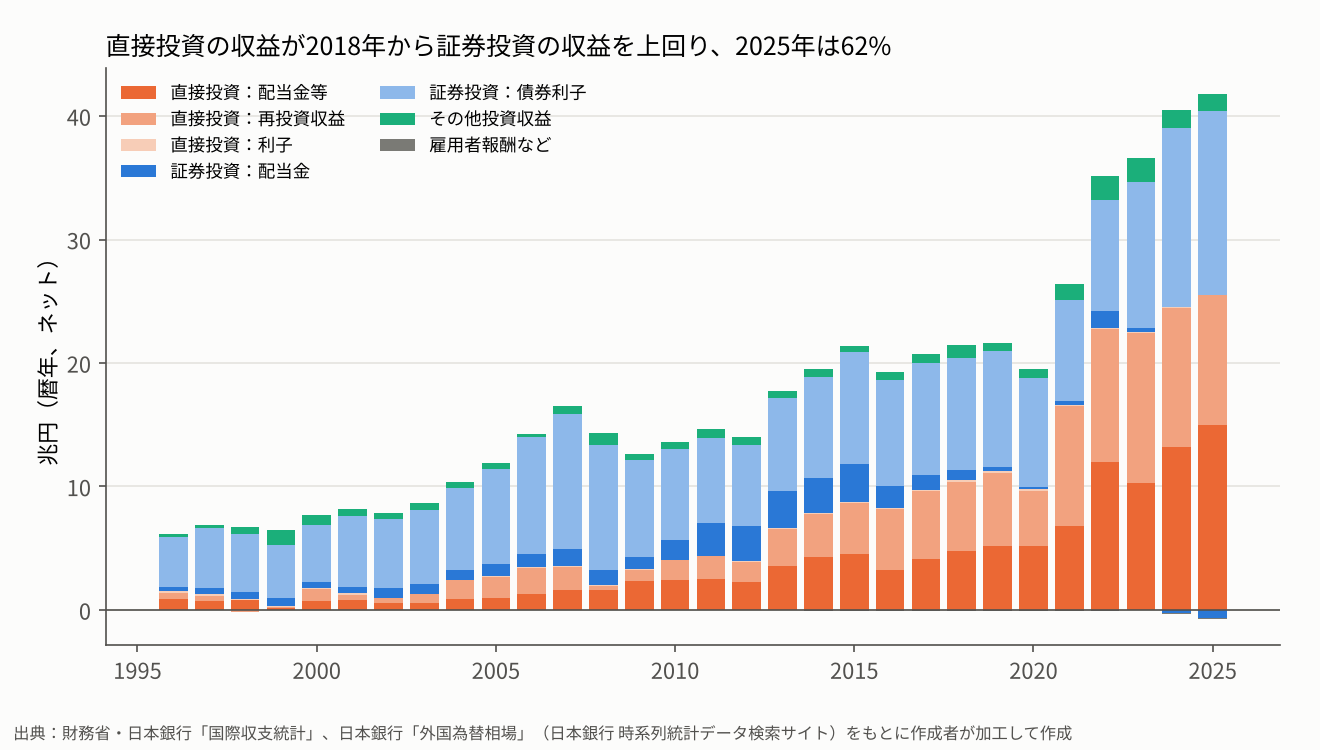 直接投資の収益が2018年から証券投資の収益を上回り、2025年は62%
直接投資：配当金等
直接投資：再投資収益
直接投資：利子
証券投資：配当金
証券投資：債券利子
その他投資収益
雇用者報酬など
兆円（暦年、ネット）
40
30
20
10
0
1995
2000
2005
2010
2015
2020
2025
出典：財務省・日本銀行「国際収支統計」、日本銀行「外国為替相場」（日本銀行 時系列統計データ検索サイト）をもとに作成者が加工して作成